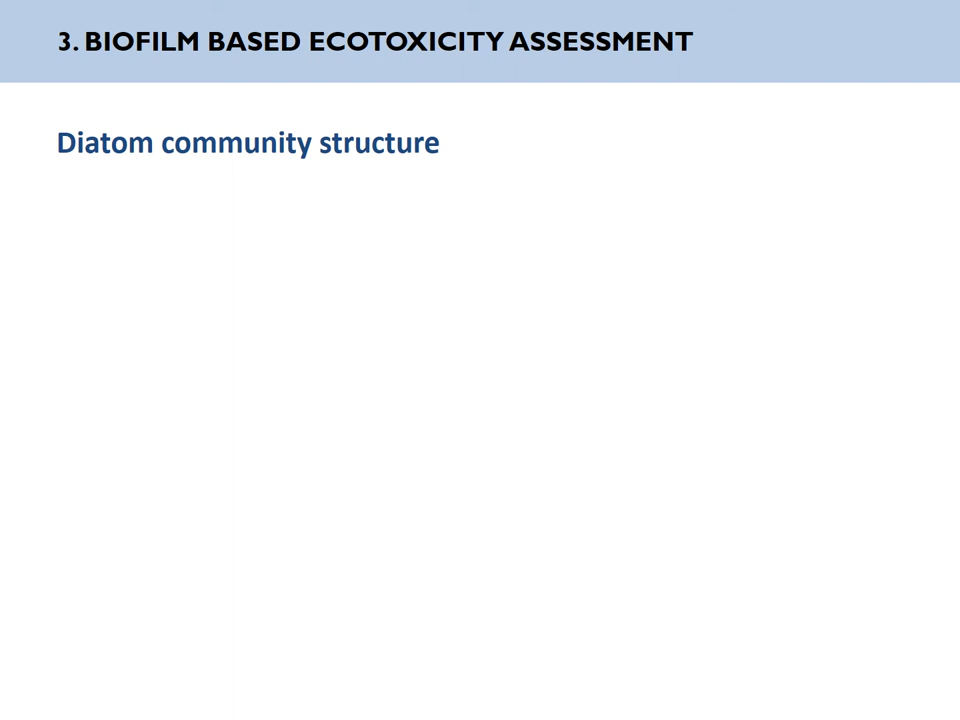 3. BIOFILM BASED ECOTOXICITY ASSESSMENT
Diatom community structure